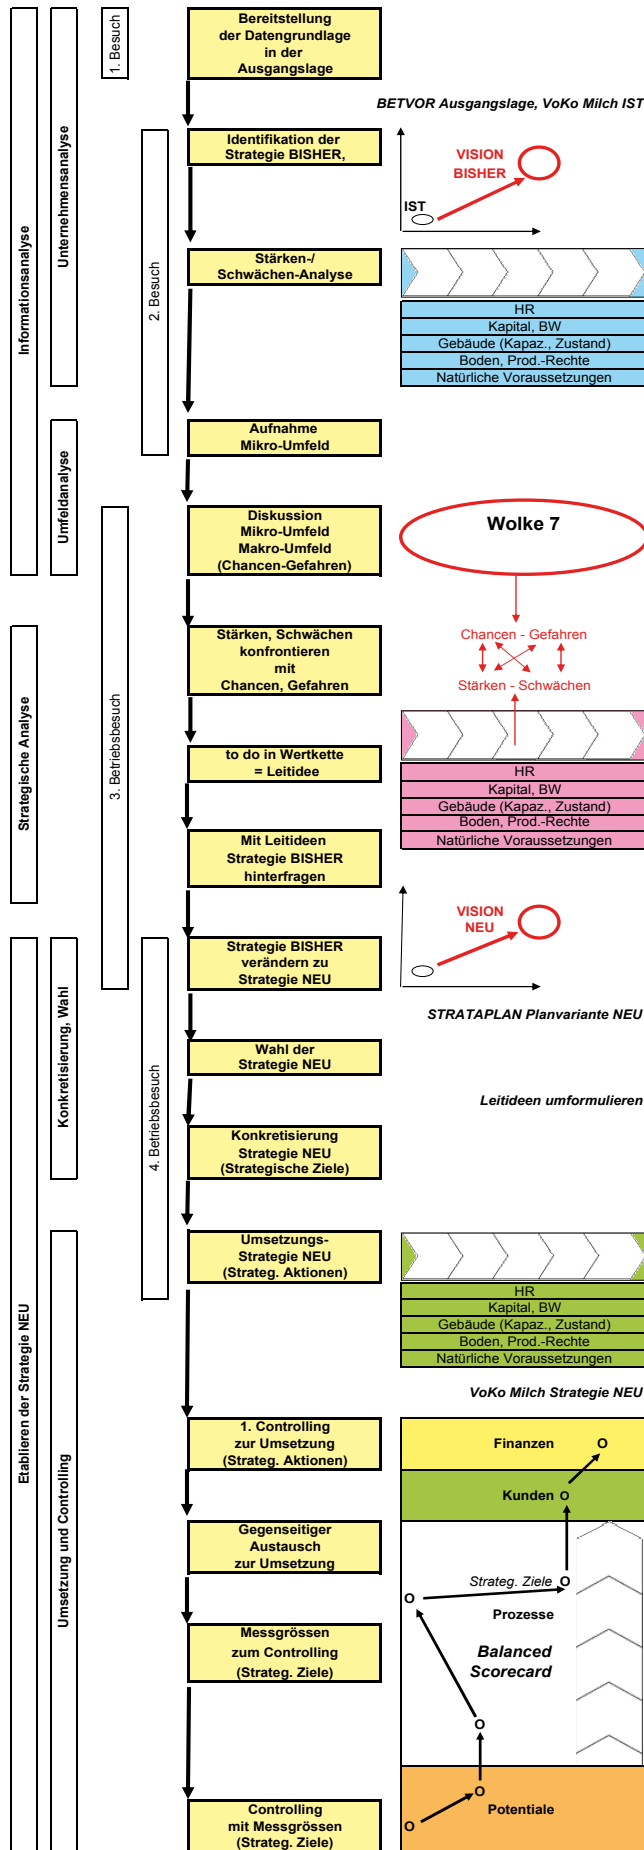 Informationsanalyse
Unternehmensanalyse
1. Besuch
Bereitstellung
der Datengrundlage
in der
Ausgangslage
BETVOR Ausgangslage, VoKo Milch IST
2. Besuch
Identifikation der
Strategie BISHER,
VISION
BISHER
IST
Stärken-/
Schwächen-Analyse
HR
Kapital, BW
Gebäude (Kapaz., Zustand)
Boden, Prod.-Rechte
Natürliche Voraussetzungen
Umfeldanalyse
Aufnahme
Mikro-Umfeld
3. Betriebsbesuch
Diskussion
Mikro-Umfeld
Makro-Umfeld
(Chancen-Gefahren)
Wolke 7
Strategische Analyse
Stärken, Schwächen
konfrontieren
mit
Chancen, Gefahren
Chancen - Gefahren
Stärken - Schwächen
to do in Wertkette
= Leitidee
HR
Kapital, BW
Gebäude (Kapaz., Zustand)
Boden, Prod.-Rechte
Natürliche Voraussetzungen
Mit Leitideen
Strategie BISHER
hinterfragen
VISION
NEU
Etablieren der Strategie NEU
Konkretisierung, Wahl
4. Betriebsbesuch
Strategie BISHER
verändern zu
Strategie NEU
STRATAPLAN Planvariante NEU
Wahl der
Strategie NEU
Leitideen umformulieren
Konkretisierung
Strategie NEU
(Strategische Ziele)
Umsetzung und Controlling
Umsetzungs-
Strategie NEU
(Strateg. Aktionen)
HR
Kapital, BW
Gebäude (Kapaz., Zustand)
Boden, Prod.-Rechte
Natürliche Voraussetzungen
VoKo Milch Strategie NEU
1. Controlling
zur Umsetzung
(Strateg. Aktionen)
Finanzen O
Kunden O
Gegenseitiger
Austausch
zur Umsetzung
Strateg. Ziele O
O
Prozesse
Messgrössen
zum Controlling
(Strateg. Ziele)
Balanced
Scorecard
O
O
Potentiale
O
Controlling
mit Messgrössen
(Strateg. Ziele)